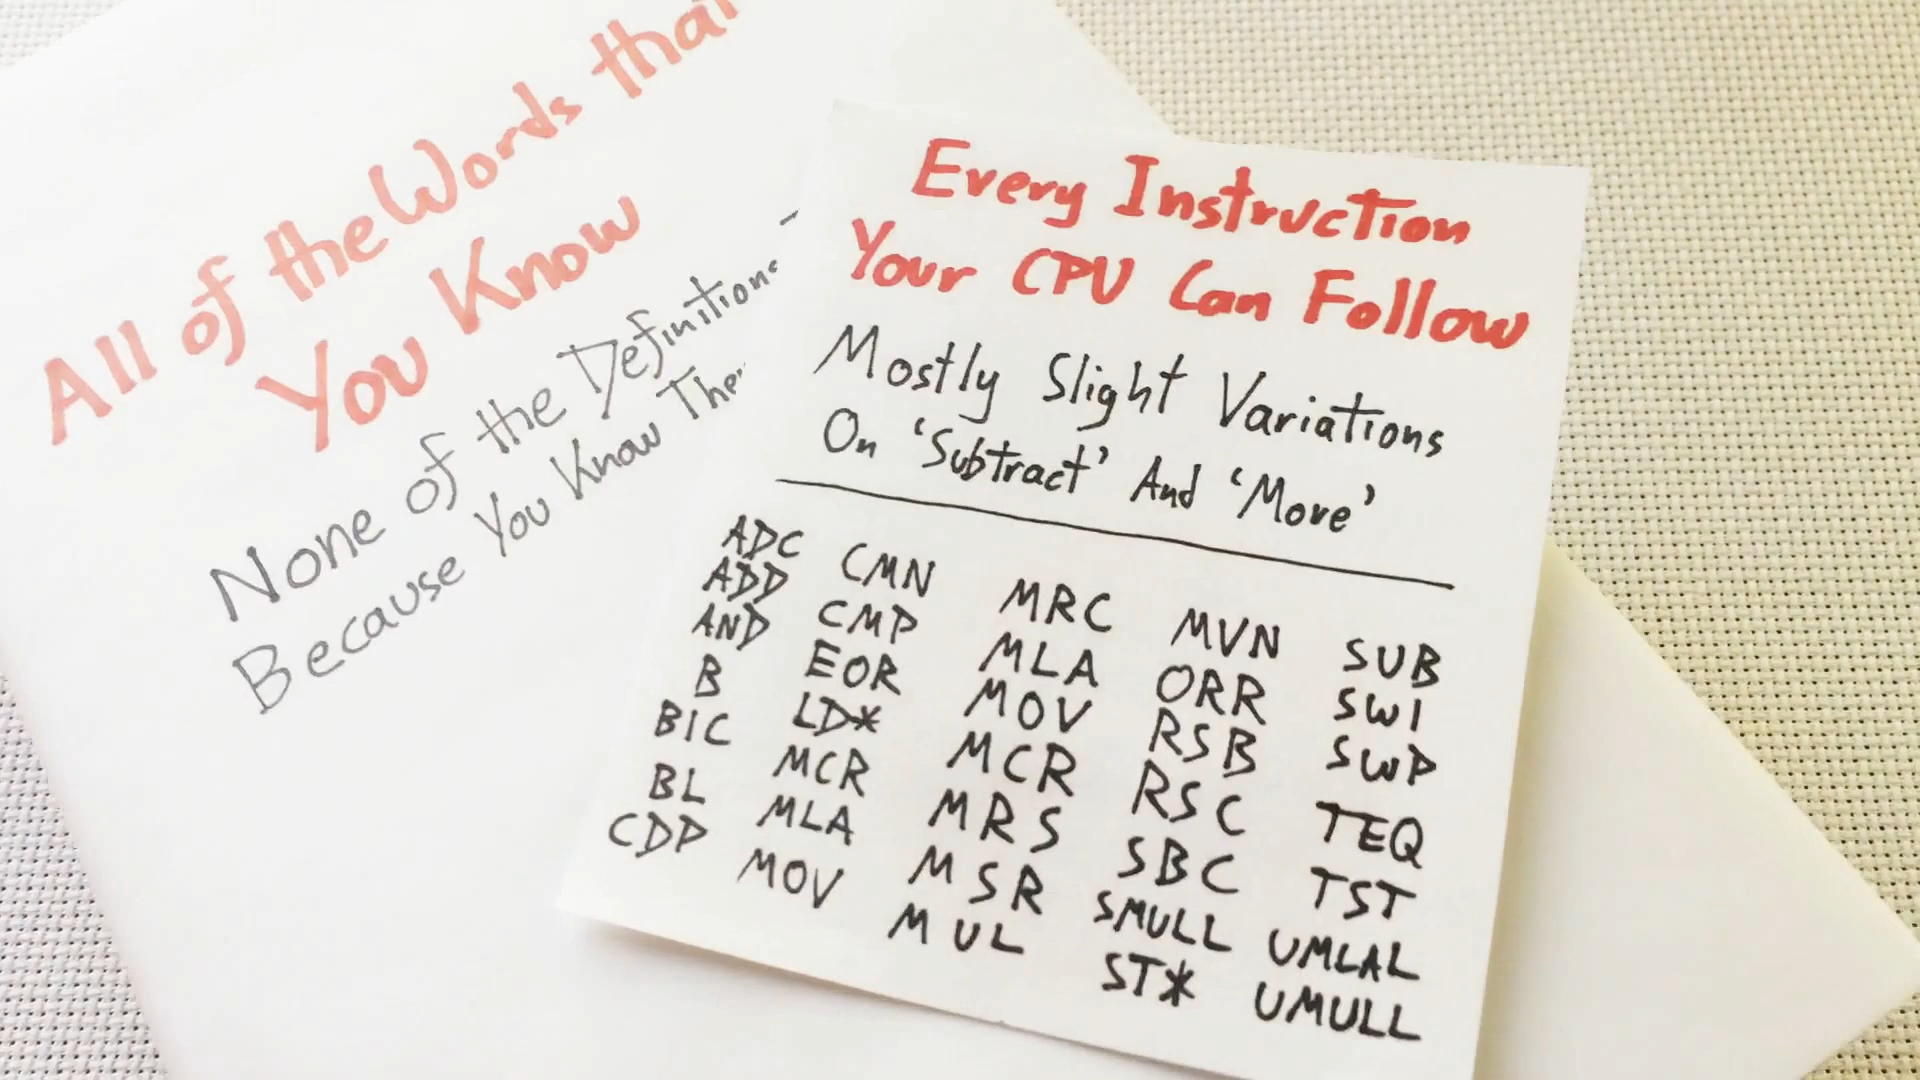 All of the Words that
You Know
None of the Definitions
Because You Know
Every Instruction
Your CPU Can Follow
Mostly Slight Variations
On 'Subtract' And 'Move'
ADC CMN MRC MVN SUB
ADD CMP MLA ORR SWI
AND EOR MOV RSB SWP
B LD* MCR RSC TEQ
BIC MCR MRS SBC TST
BL MLA MSR SMULL UMLAL
CDP MOV MUL ST* UMULL